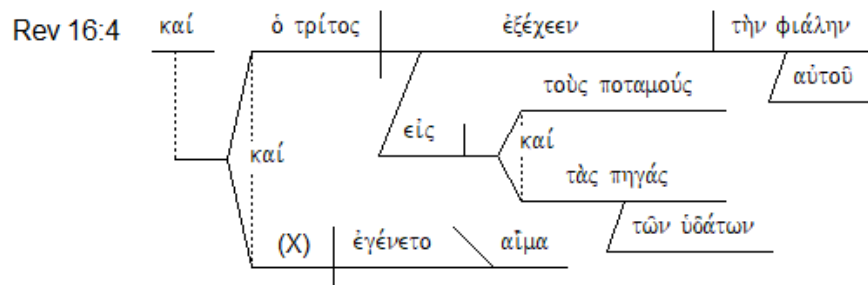 Rev 16:4 καί ὁ τρίτος ἐξέχεεν τὴν φιάλην
αὐτοῦ
τοὺς ποταμούς
εἰς καί
καί
τὰς πηγάς
τῶν ὑδάτων
(X) ἐγένετο αἷμα